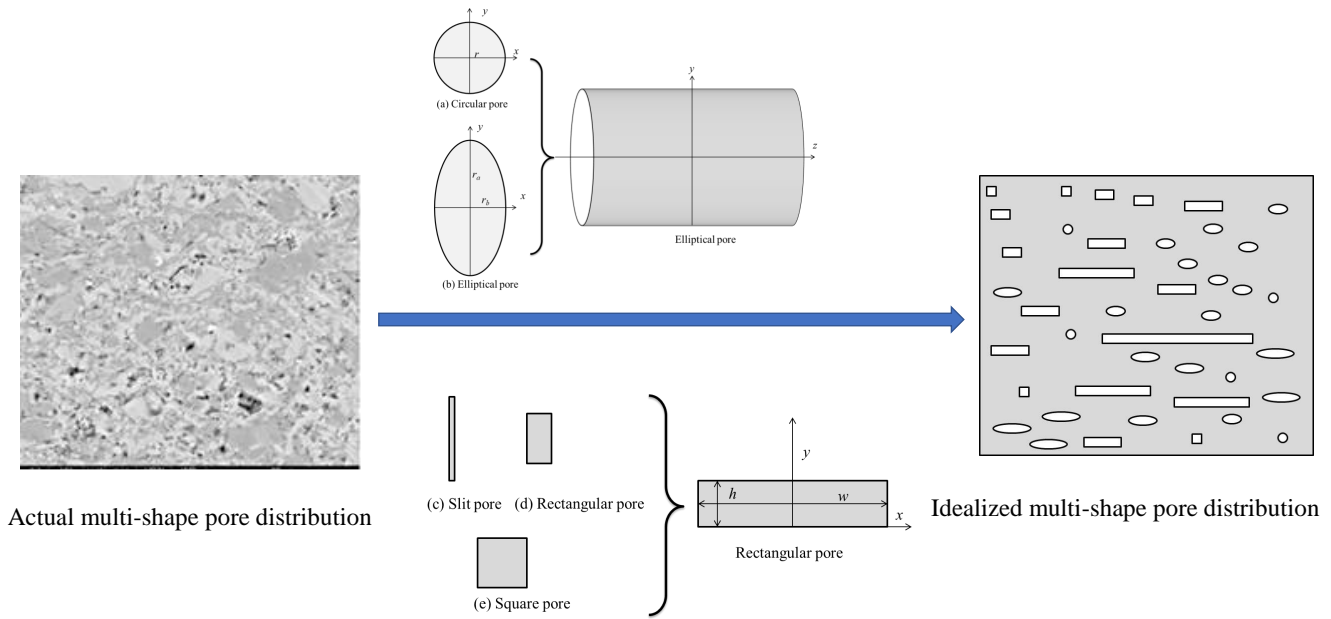 y
x
r
(a) Circular pore
y
x
r_a
r_b
(b) Elliptical pore
y
z
Elliptical pore
Actual multi-shape pore distribution
(c) Slit pore
(d) Rectangular pore
(e) Square pore
y
h
w
x
Rectangular pore
Idealized multi-shape pore distribution